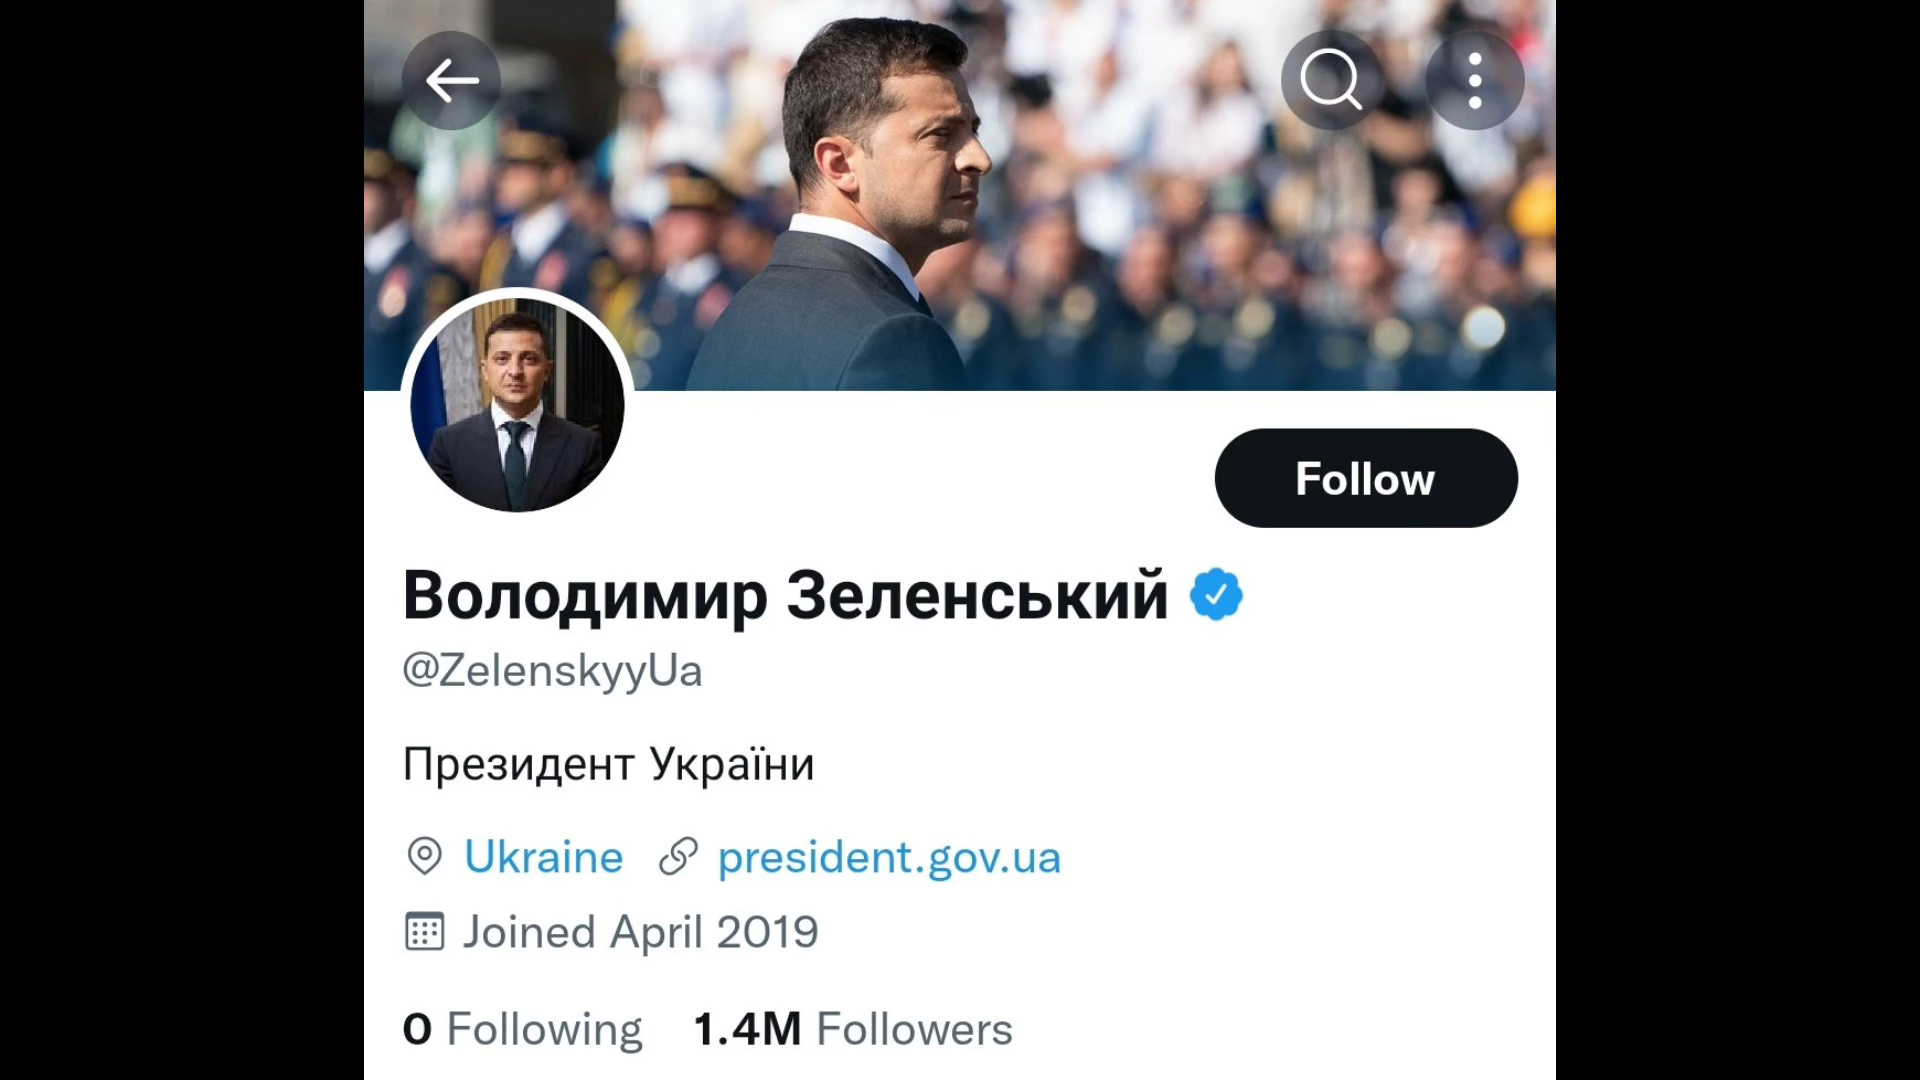 Follow
Володимир Зеленський
@ZelenskyyUa
Президент України
Ukraine president.gov.ua
Joined April 2019
0 Following 1.4M Followers